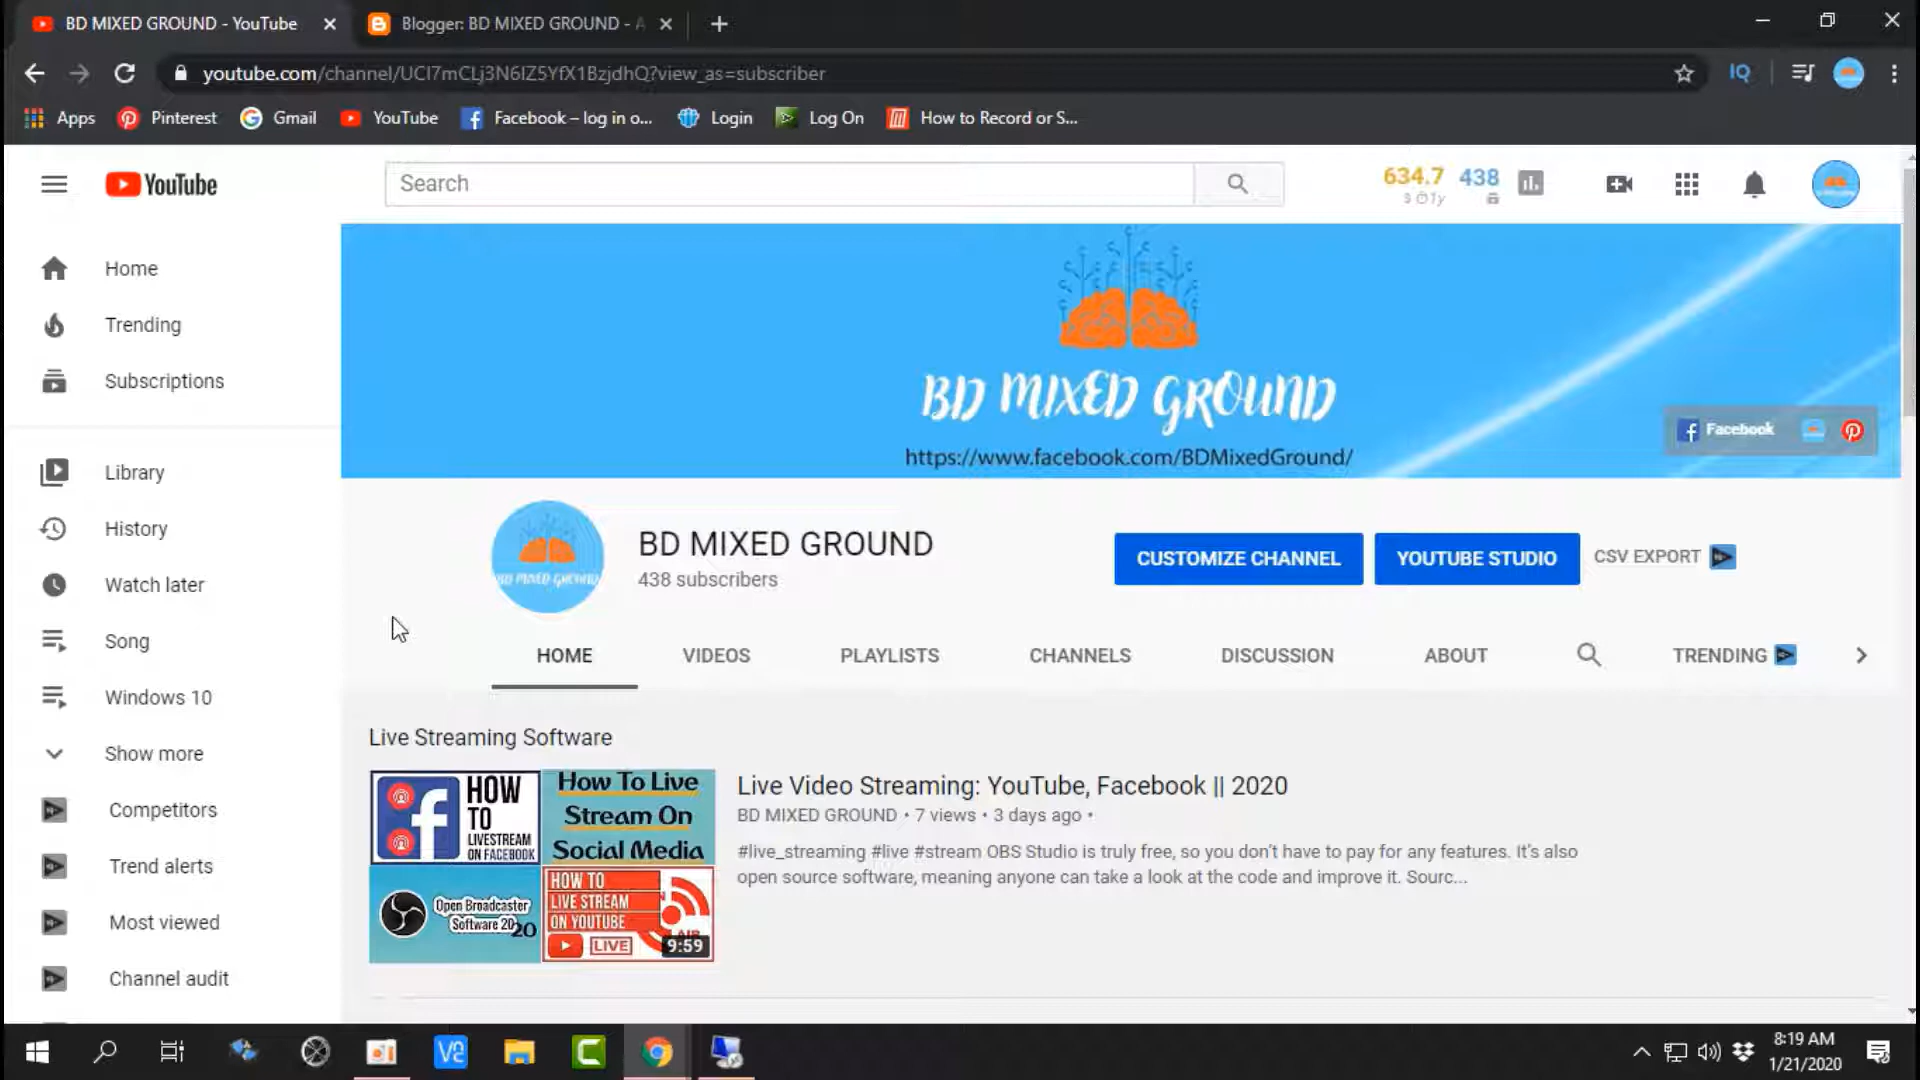 BD MIXED GROUND - YouTube
Blogger: BD MIXED GROUND - A
youtube.com/channel/UCI7mCLj3N6IZ5YfX1BzjdhQ?view_as=subscriber
IQ
Apps
Pinterest
Gmail
YouTube
Facebook – log in o...
Login
Log On
How to Record or S...
YouTube
Search
634.7
438
1y
Home
Trending
Subscriptions
Library
History
Watch later
Song
Windows 10
Show more
Competitors
Trend alerts
Most viewed
Channel audit
BD MIXED GROUND
https://www.facebook.com/BDMixedGround/
Facebook
BD MIXED GROUND
BD MIXED GROUND
438 subscribers
CUSTOMIZE CHANNEL
YOUTUBE STUDIO
CSV EXPORT
HOME
VIDEOS
PLAYLISTS
CHANNELS
DISCUSSION
ABOUT
TRENDING
Live Streaming Software
HOW
TO
LIVESTREAM
ON FACEBOOK
How To Live
Stream On
Social Media
Open Broadcaster
Software 2020
HOW TO
LIVE STREAM
ON YOUTUBE
LIVE
9:59
Live Video Streaming: YouTube, Facebook || 2020
BD MIXED GROUND • 7 views • 3 days ago •
#live_streaming #live #stream OBS Studio is truly free, so you don't have to pay for any features. It's also
open source software, meaning anyone can take a look at the code and improve it. Sourc...
8:19 AM
1/21/2020